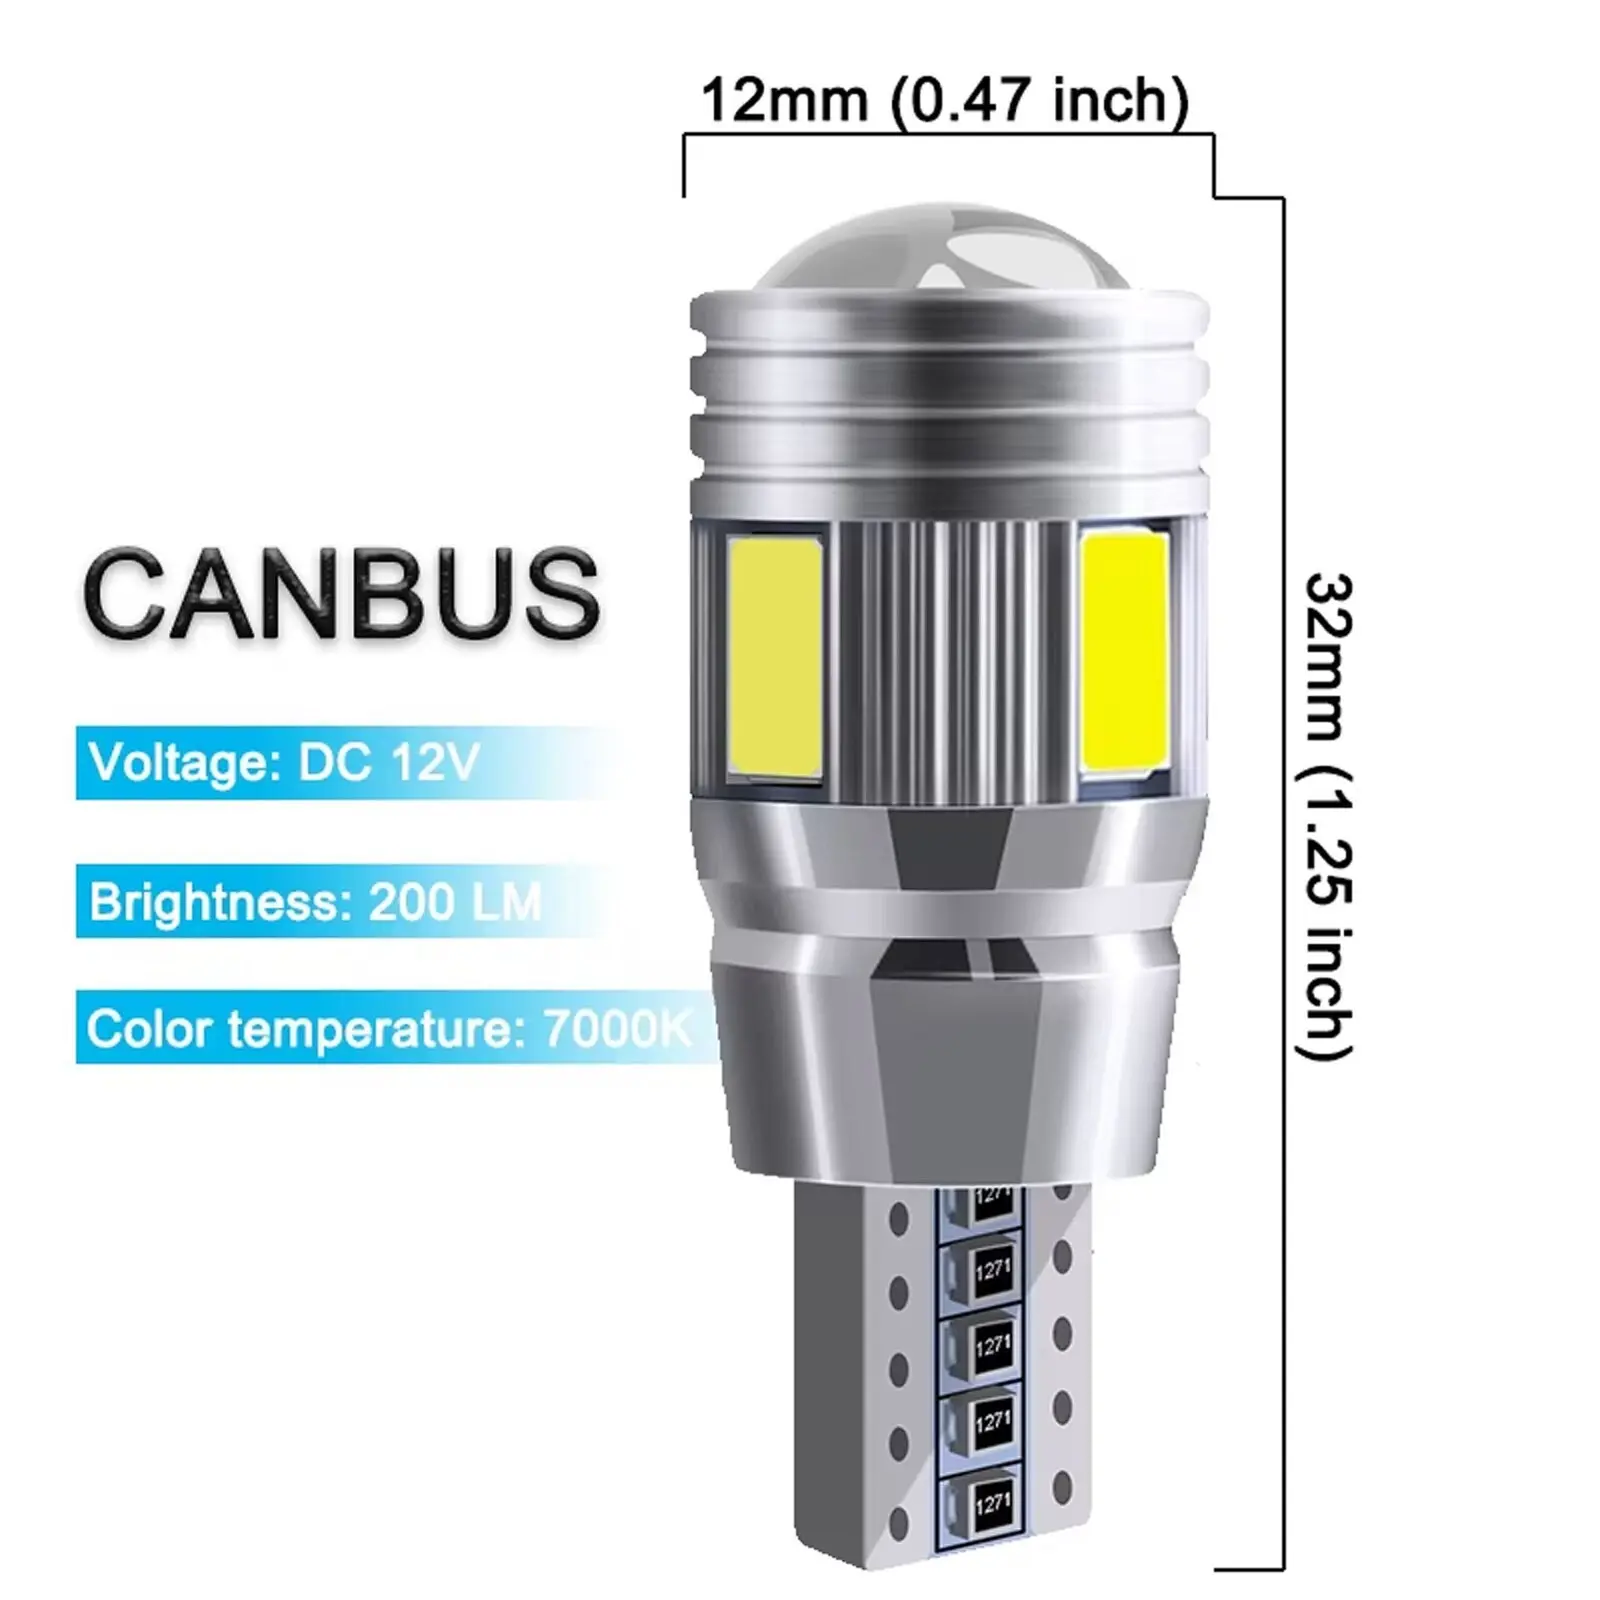 12mm (0.47 inch)
CANBUS
Voltage: DC 12V
Brightness: 200 LM
Color temperature: 7000K
32mm (1.25 inch)
1271
1271
1271
1271
1271